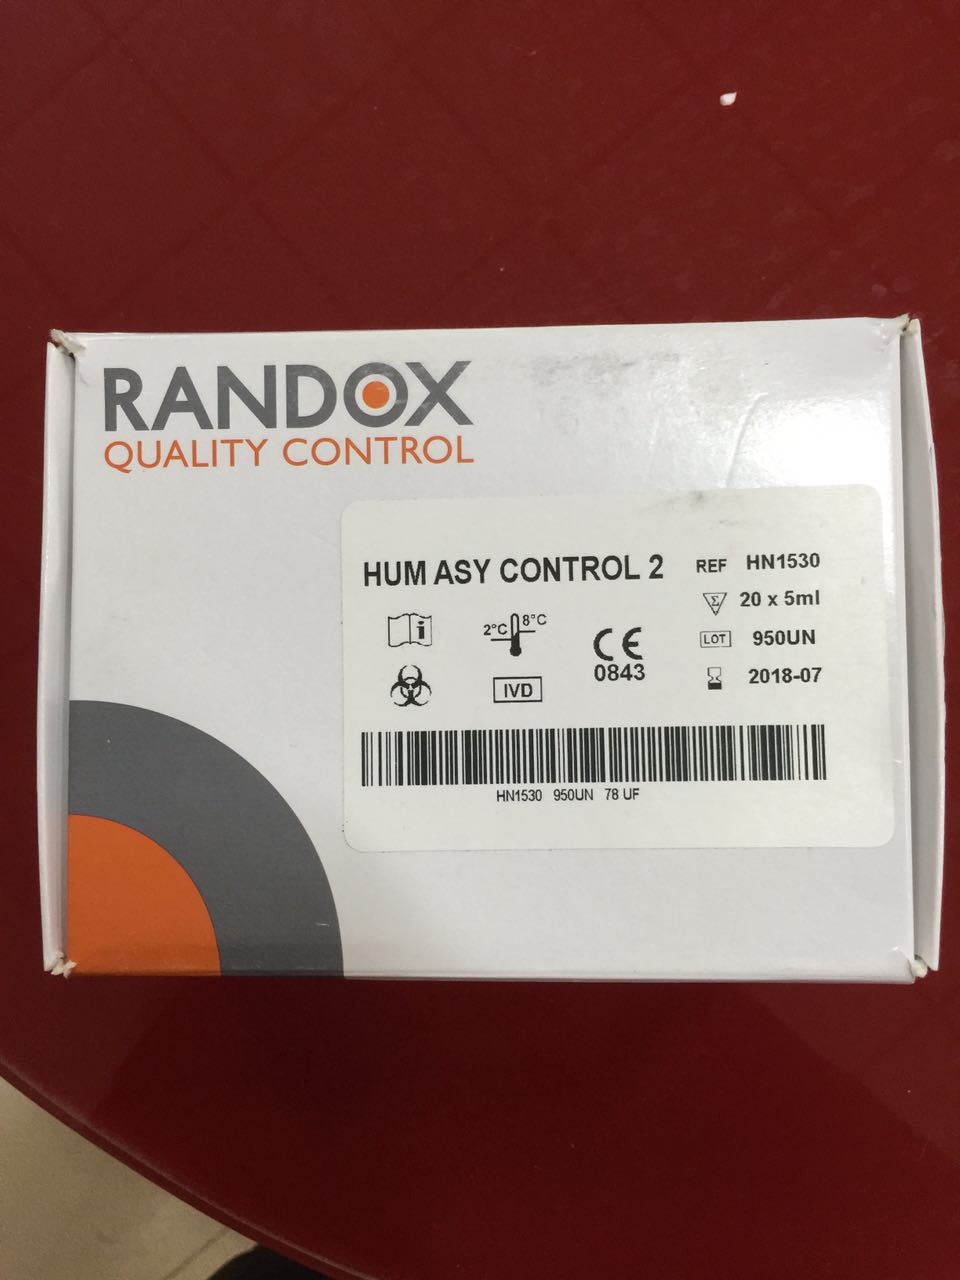 RANDOX
QUALITY CONTROL
HUM ASY CONTROL 2
REF HN1530
Σ 20 x 5ml
i
2°C 8°C
CE
0843
LOT 950UN
IVD
2018-07
HN1530 950UN 78 UF